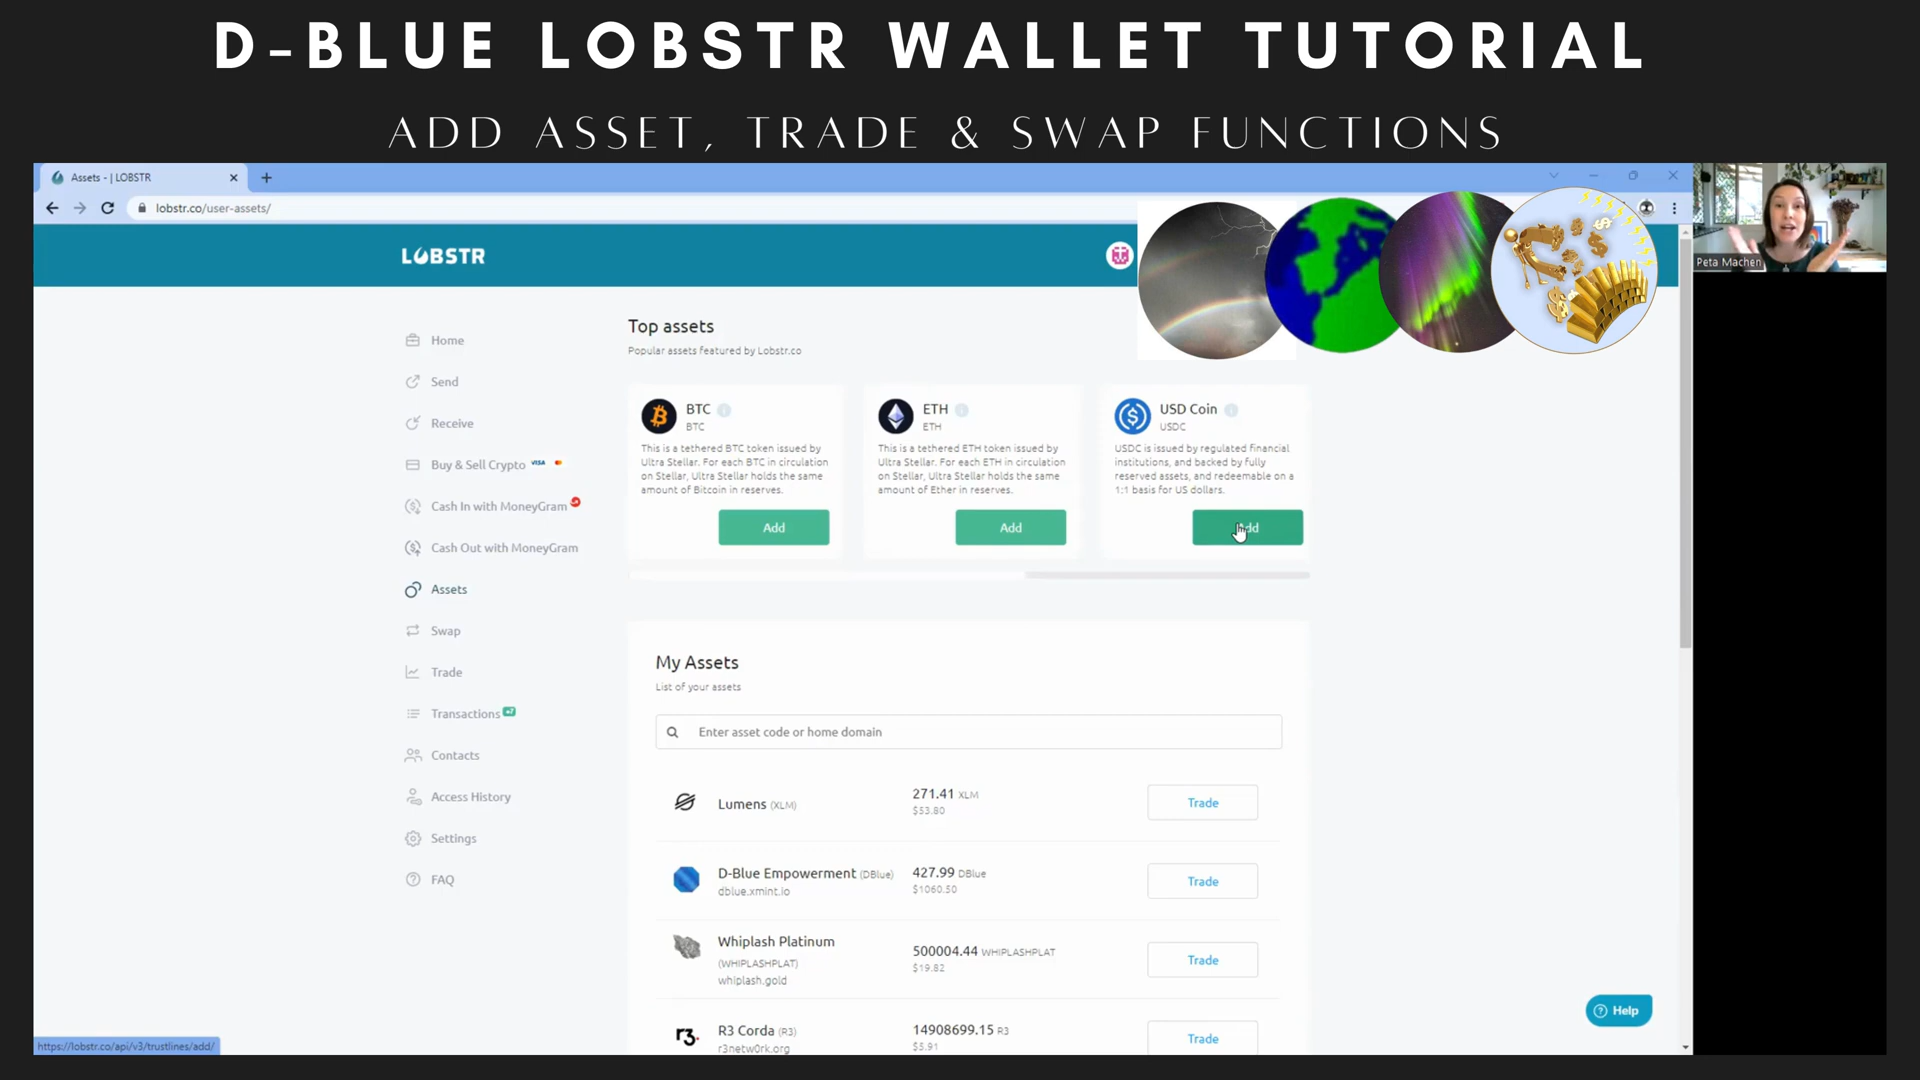 D-BLUE LOBSTR WALLET TUTORIAL
ADD ASSET, TRADE & SWAP FUNCTIONS
Assets - | LOBSTR
lobstr.co/user-assets/
Peta Machen
LOBSTR
Home
Send
Receive
Buy & Sell Crypto VISA
Cash In with MoneyGram
Cash Out with MoneyGram
Assets
Swap
Trade
Transactions
Contacts
Access History
Settings
FAQ
Top assets
Popular assets featured by Lobstr.co
BTC
BTC
This is a tethered BTC token issued by
Ultra Stellar. For each BTC in circulation
on Stellar, Ultra Stellar holds the same
amount of Bitcoin in reserves.
Add
ETH
ETH
This is a tethered ETH token issued by
Ultra Stellar. For each ETH in circulation
on Stellar, Ultra Stellar holds the same
amount of Ether in reserves.
Add
USD Coin
USDC
USDC is issued by regulated financial
institutions, and backed by fully
reserved assets, and redeemable on a
1:1 basis for US dollars.
Add
My Assets
List of your assets
Enter asset code or home domain
Lumens (XLM)
271.41 XLM
$53.80
Trade
D-Blue Empowerment (DBlue)
dblue.xmint.io
427.99 DBlue
$1060.50
Trade
Whiplash Platinum
(WHIPLASHPLAT)
whiplash.gold
500004.44 WHIPLASHPLAT
$19.82
Trade
r3.
R3 Corda (R3)
r3netw0rk.org
14908699.15 R3
$5.91
Trade
Help
https://lobstr.co/api/v3/trustlines/add/